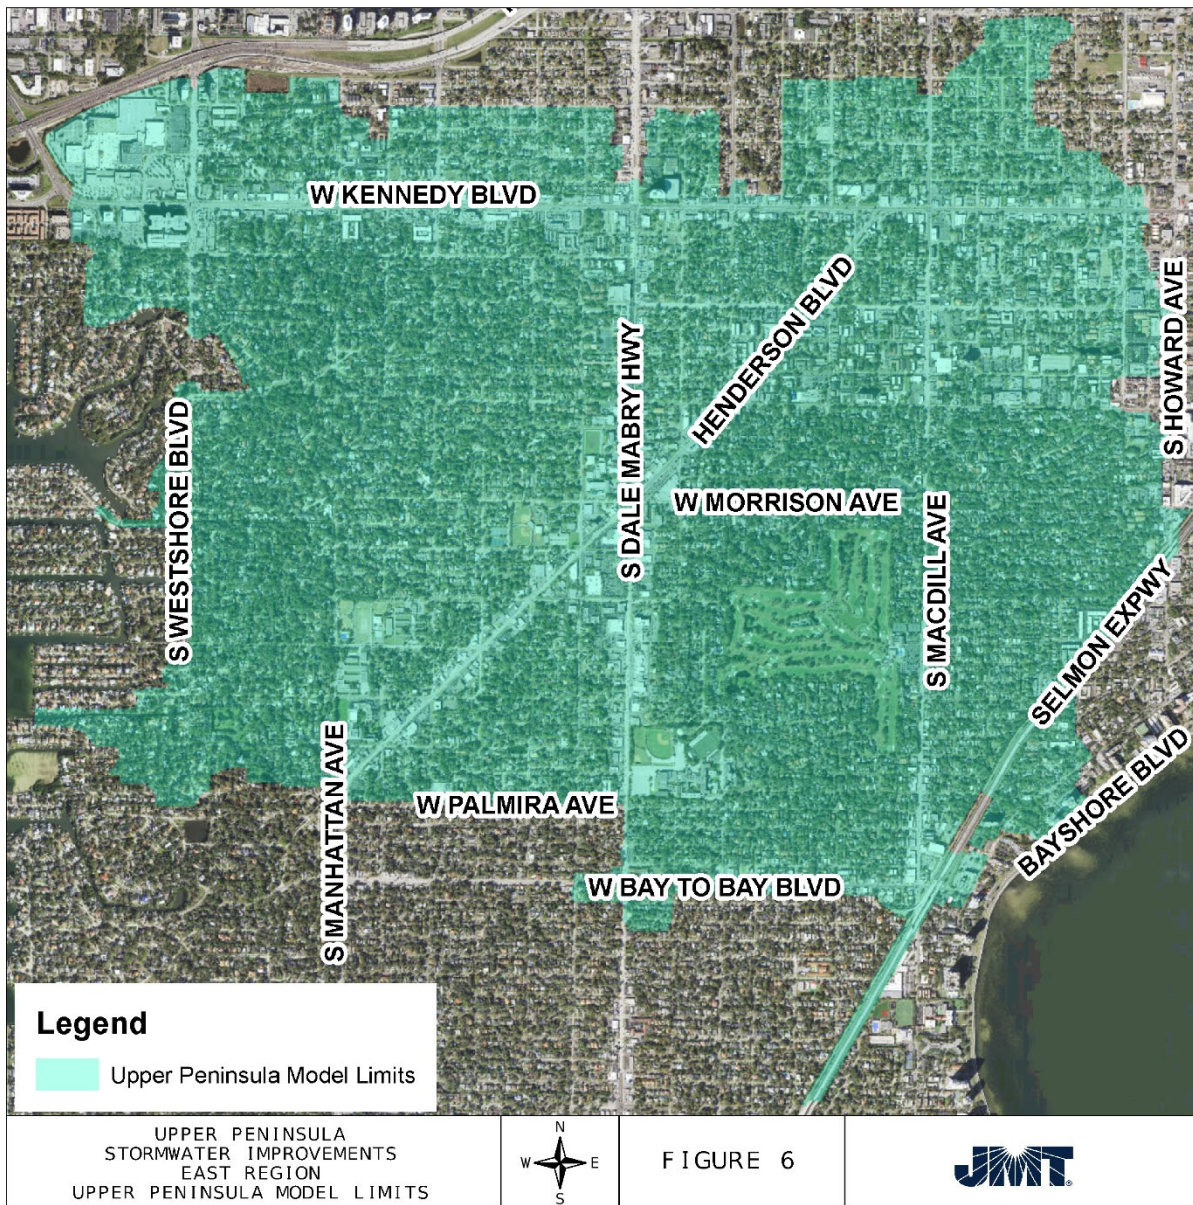 W KENNEDY BLVD
HENDERSON BLVD
S HOWARD AVE
S DALE MABRY HWY
S WESTSHORE BLVD
W MORRISON AVE
S MACDILL AVE
SELMON EXPWY
S MANHATTAN AVE
W PALMIRA AVE
BAYSHORE BLVD
W BAY TO BAY BLVD
Legend
Upper Peninsula Model Limits
UPPER PENINSULA
STORMWATER IMPROVEMENTS
EAST REGION
UPPER PENINSULA MODEL LIMITS
N
W E
S
FIGURE 6
JMT®